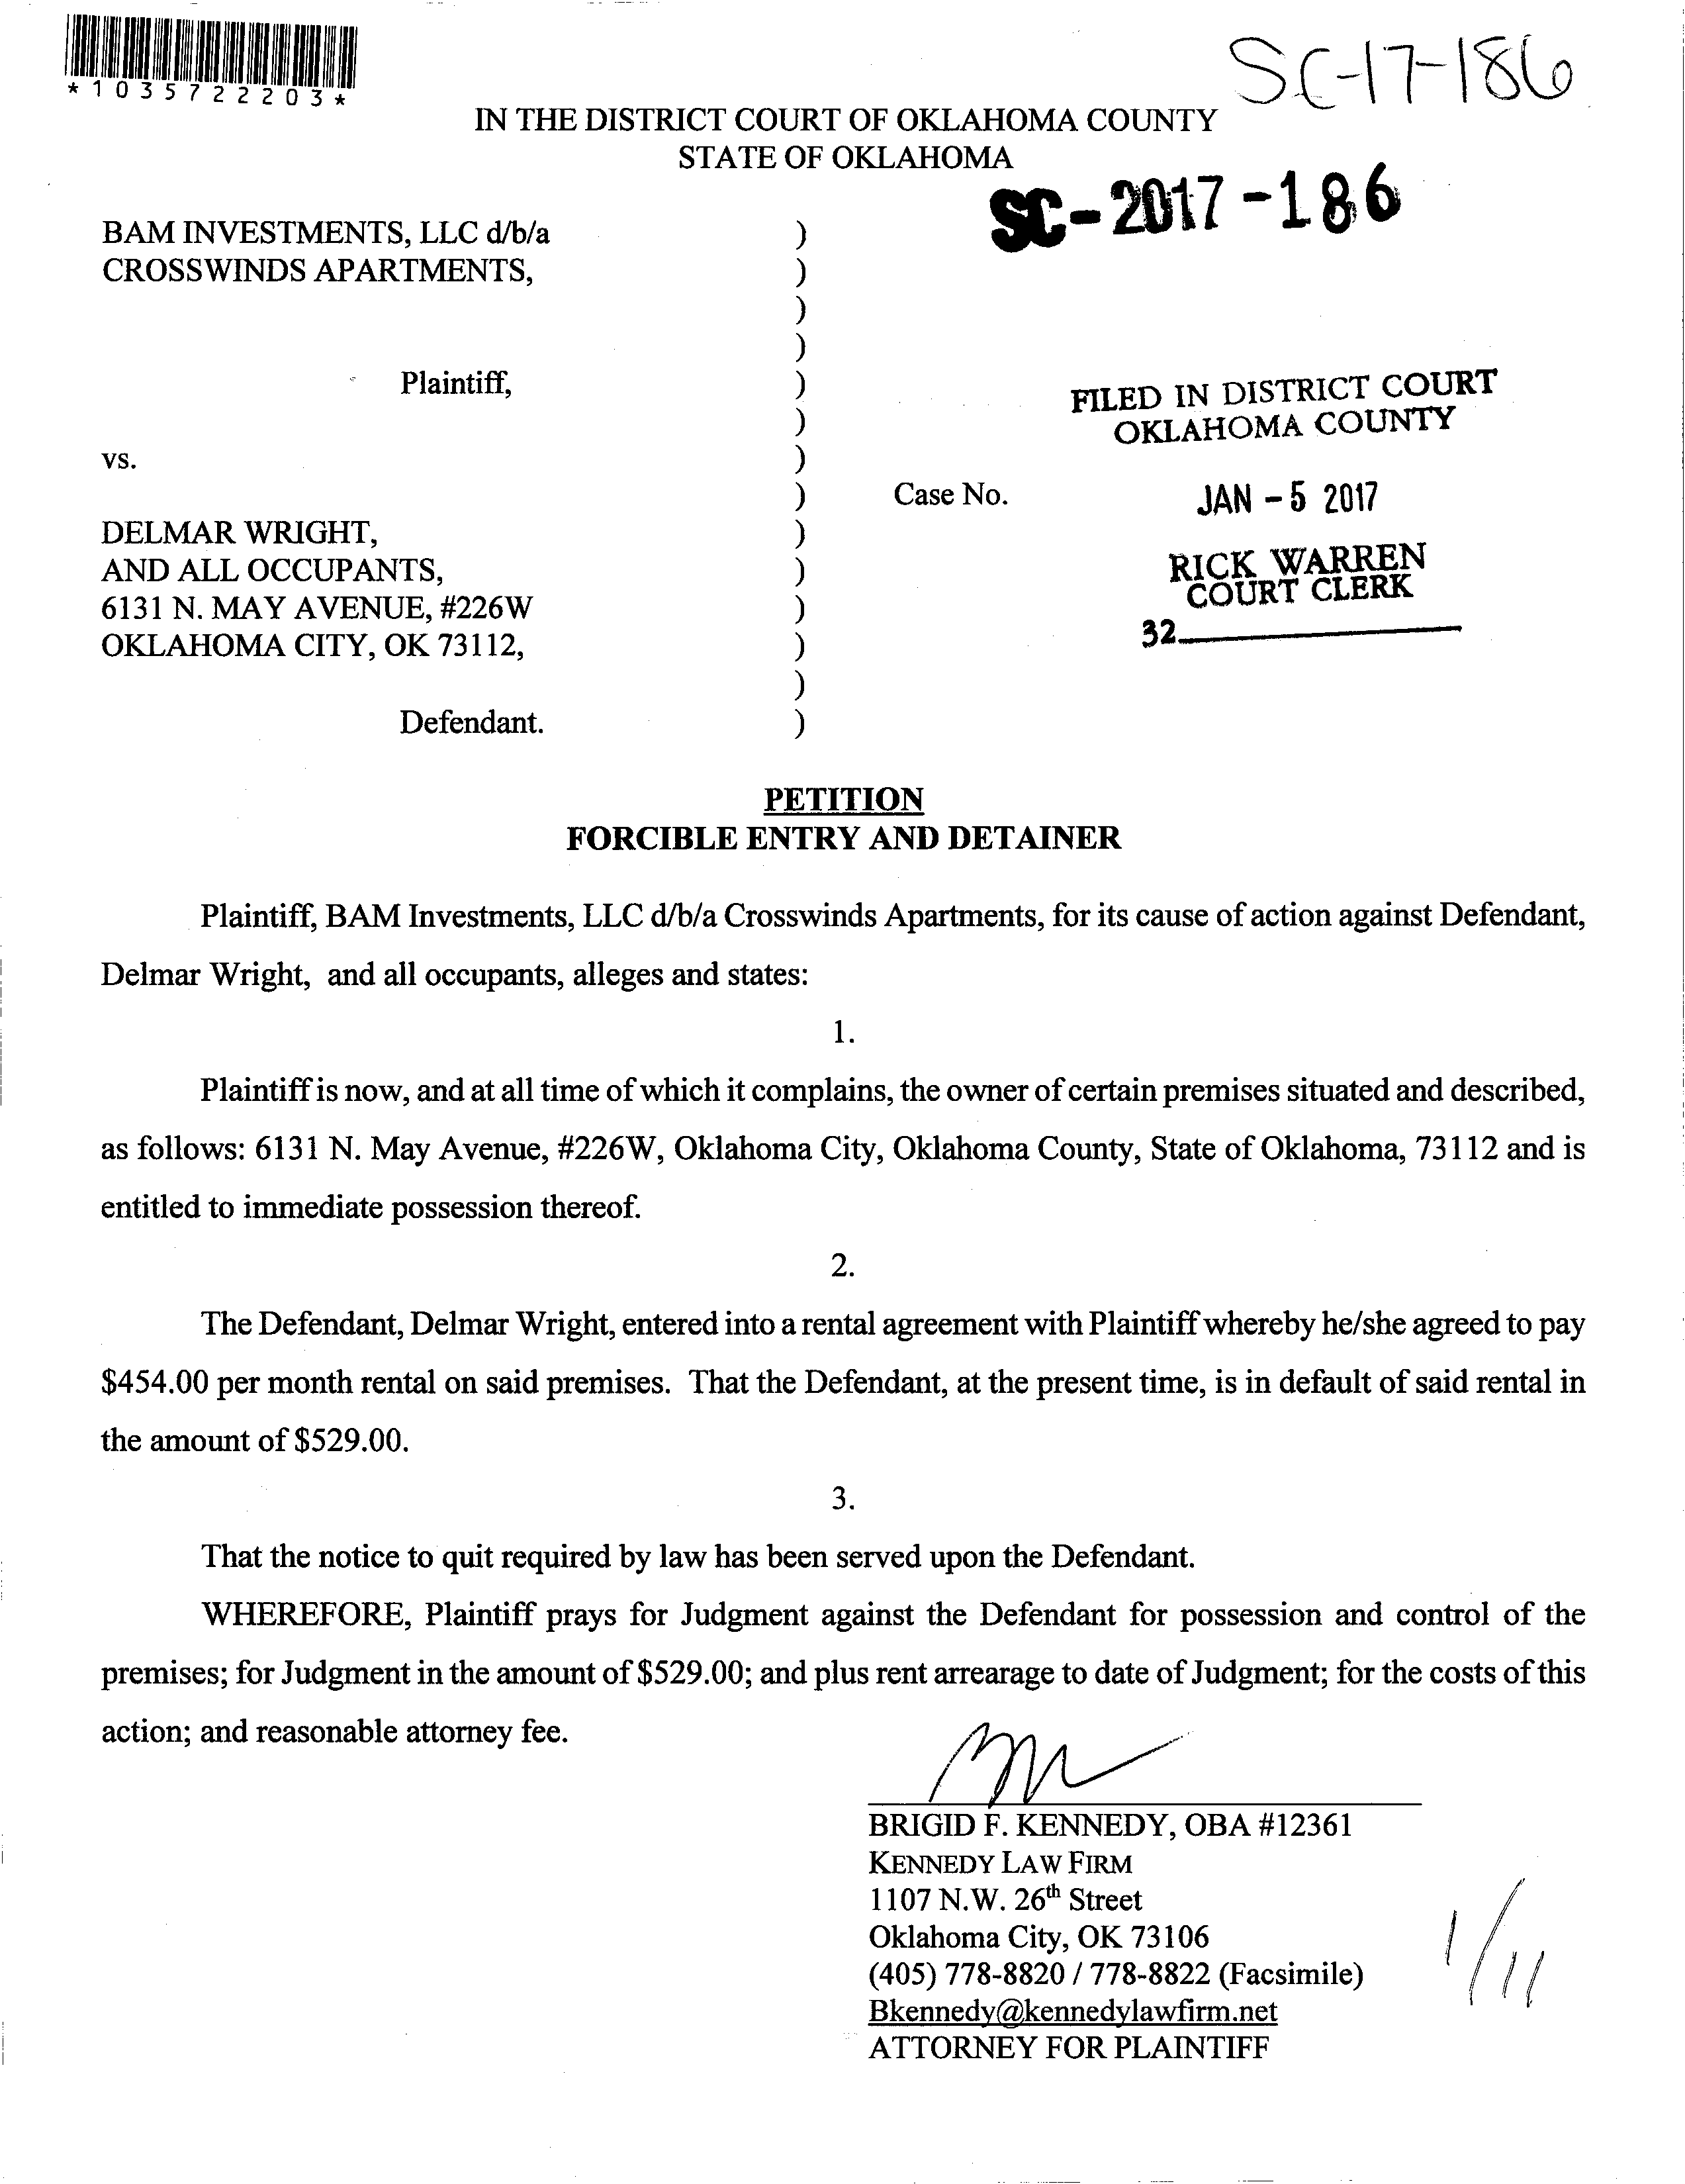 *1035722203*
SC-17-186
IN THE DISTRICT COURT OF OKLAHOMA COUNTY
STATE OF OKLAHOMA
SC-2017-186
BAM INVESTMENTS, LLC d/b/a )
CROSSWINDS APARTMENTS, )
)
)
Plaintiff, )
)
FILED IN DISTRICT COURT
OKLAHOMA COUNTY
vs. )
) Case No.
JAN -5 2017
DELMAR WRIGHT, )
AND ALL OCCUPANTS, )
6131 N. MAY AVENUE, #226W )
OKLAHOMA CITY, OK 73112, )
)
Defendant. )
RICK WARREN
COURT CLERK
32
PETITION
FORCIBLE ENTRY AND DETAINER
Plaintiff, BAM Investments, LLC d/b/a Crosswinds Apartments, for its cause of action against Defendant,
Delmar Wright, and all occupants, alleges and states:
1.
Plaintiff is now, and at all time of which it complains, the owner of certain premises situated and described,
as follows: 6131 N. May Avenue, #226W, Oklahoma City, Oklahoma County, State of Oklahoma, 73112 and is
entitled to immediate possession thereof.
2.
The Defendant, Delmar Wright, entered into a rental agreement with Plaintiff whereby he/she agreed to pay
$454.00 per month rental on said premises. That the Defendant, at the present time, is in default of said rental in
the amount of $529.00.
3.
That the notice to quit required by law has been served upon the Defendant.
WHEREFORE, Plaintiff prays for Judgment against the Defendant for possession and control of the
premises; for Judgment in the amount of $529.00; and plus rent arrearage to date of Judgment; for the costs of this
action; and reasonable attorney fee.
BRIGID F. KENNEDY, OBA #12361
KENNEDY LAW FIRM
1107 N.W. 26th Street
Oklahoma City, OK 73106
(405) 778-8820 / 778-8822 (Facsimile)
Bkennedy@kennedylawfirm.net
ATTORNEY FOR PLAINTIFF
1/11